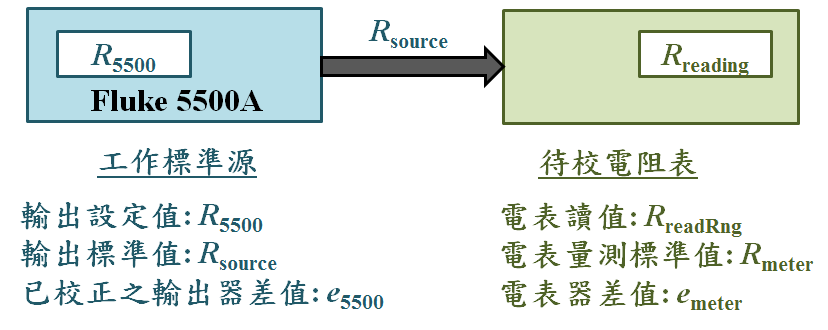 R5500
Fluke 5500A
Rsource
Rreading
工作標準源
輸出設定值: R5500
輸出標準值: Rsource
已校正之輸出器差值: e5500
待校電阻表
電表讀值: RreadRng
電表量測標準值: Rmeter
電表器差值: emeter